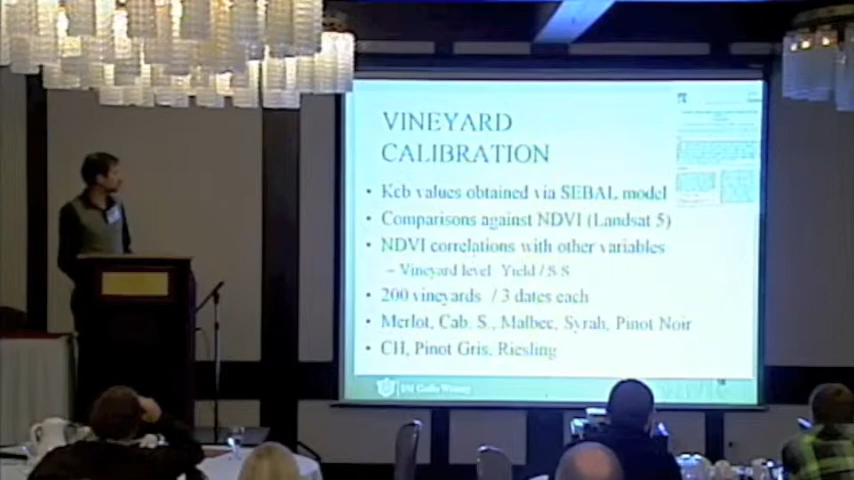 VINEYARD
CALIBRATION
• Kcb values obtained via SEBAL model
• Comparisons against NDVI (Landsat 5)
• NDVI correlations with other variables
– Vineyard level Yield / S S
• 200 vineyards / 3 dates each
• Merlot, Cab. S., Malbec, Syrah, Pinot Noir
• CH, Pinot Gris, Riesling